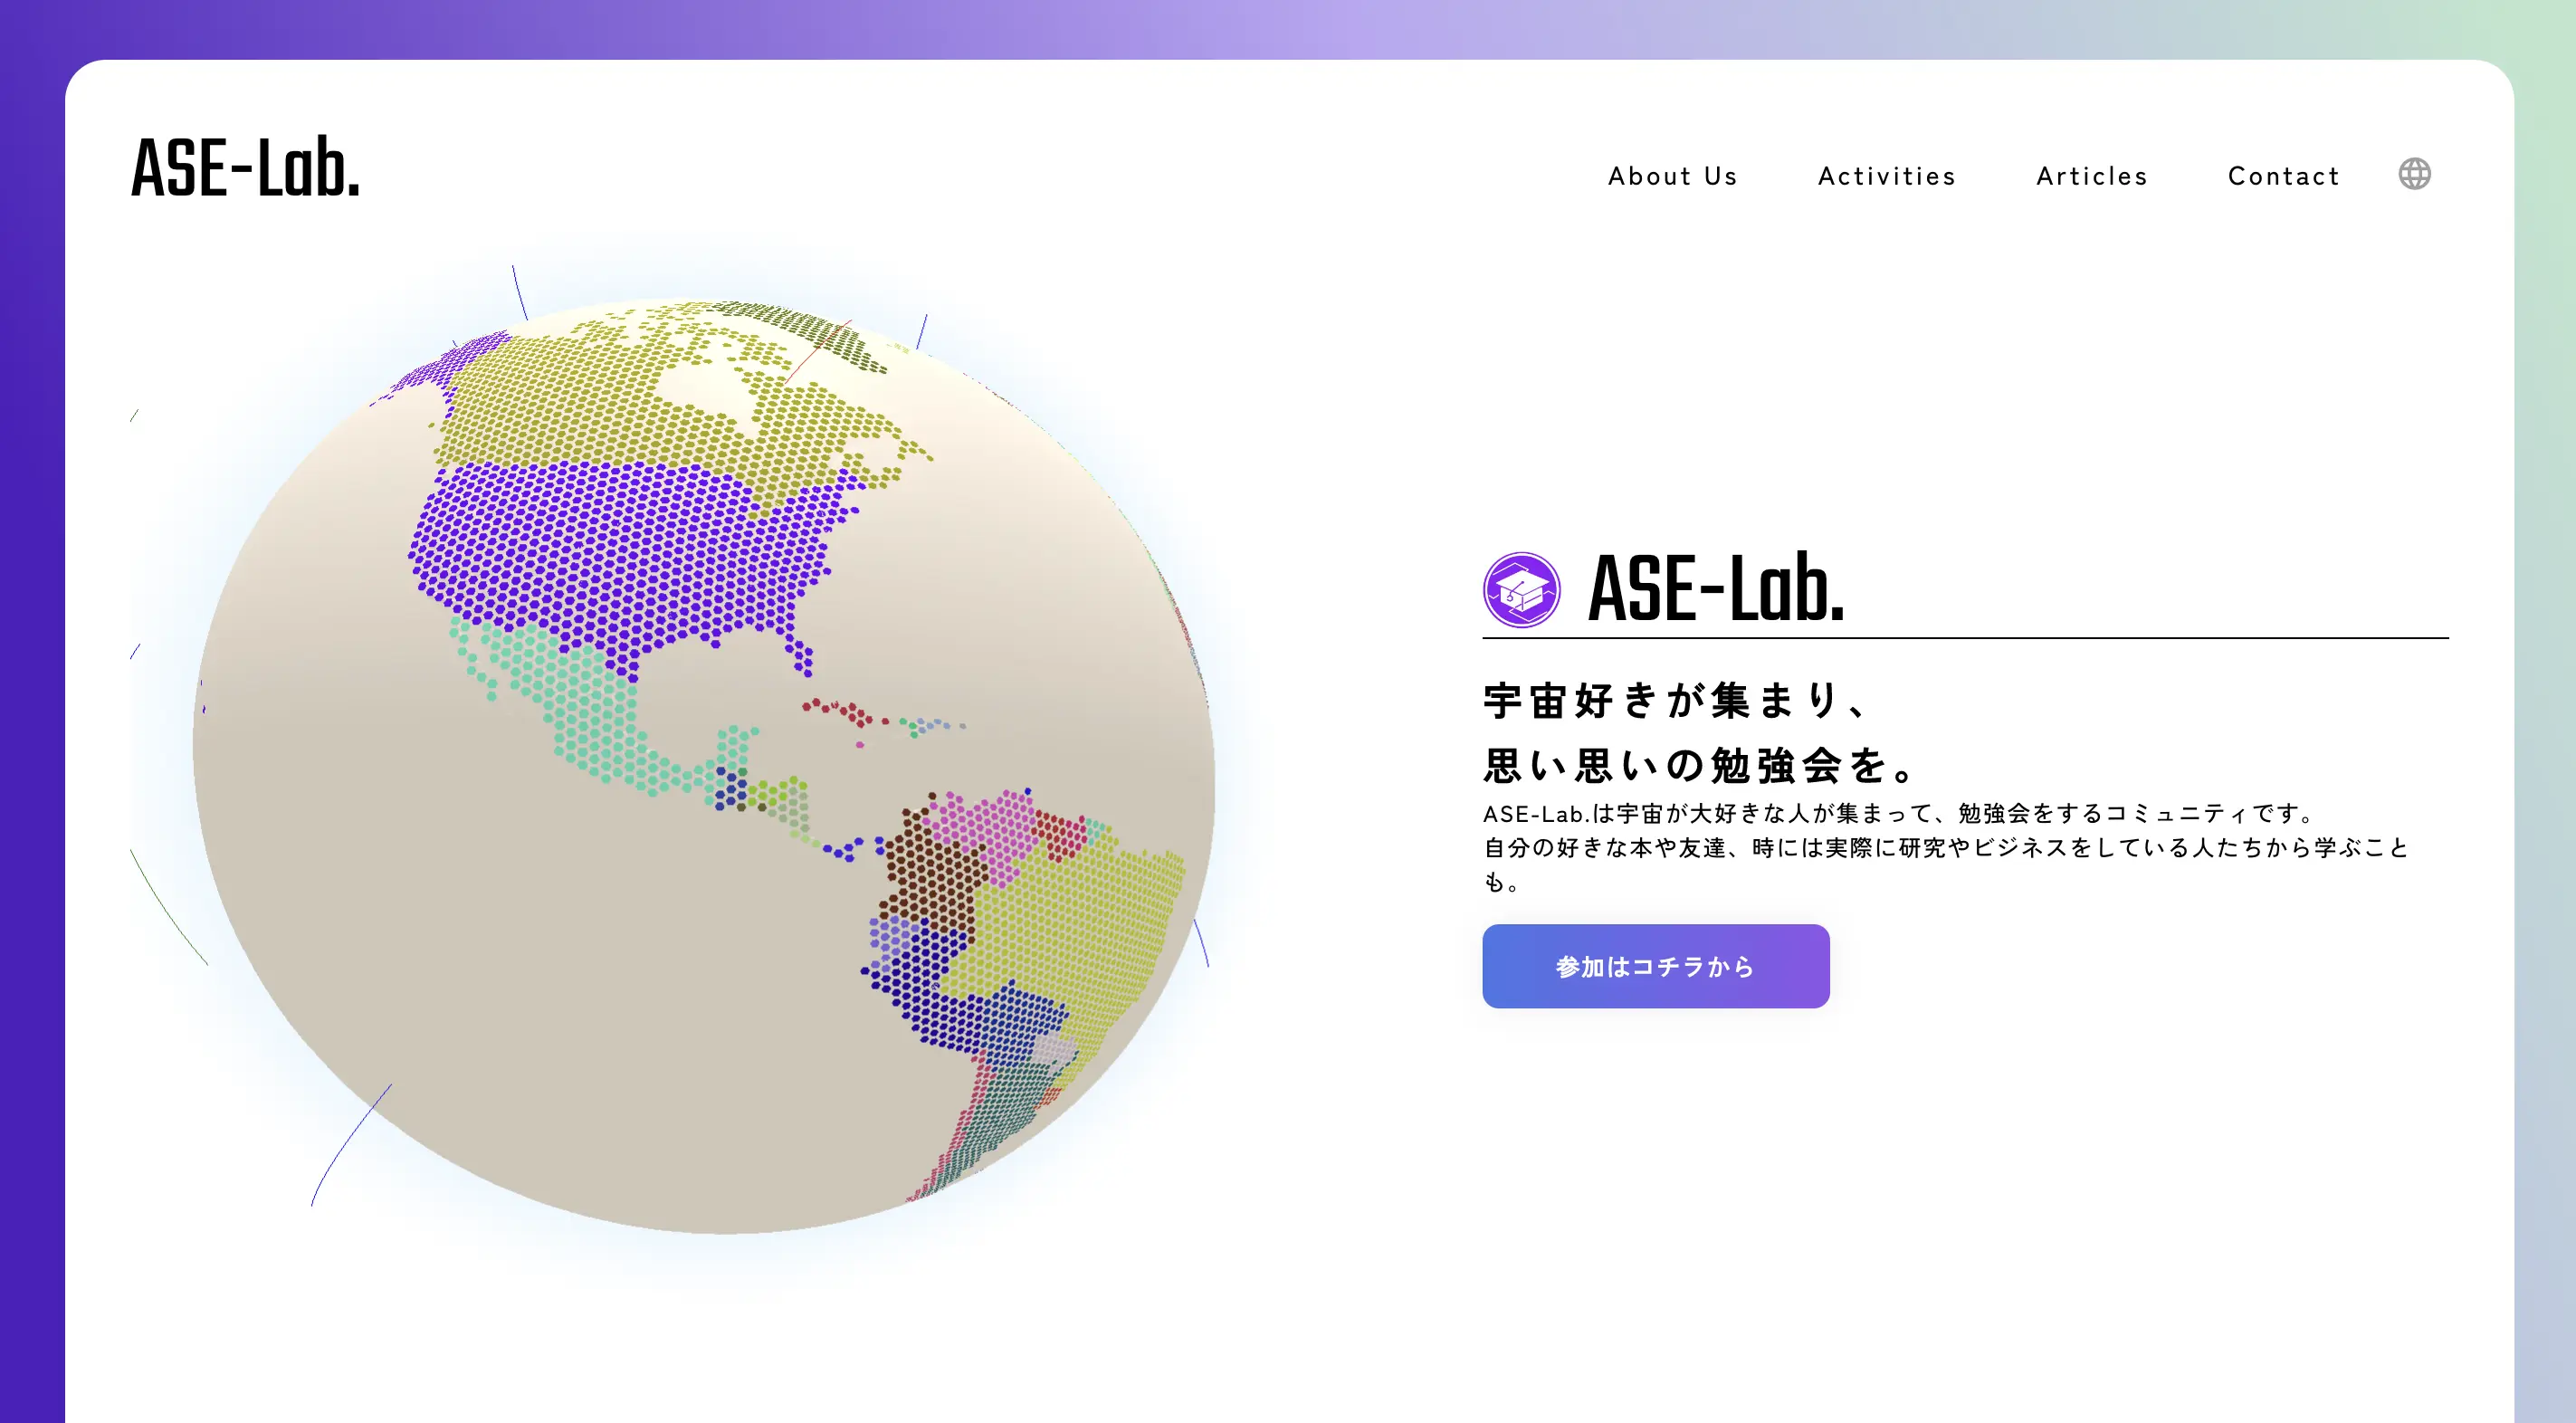 ASE-Lab.
About Us
Activities
Articles
Contact
ASE-Lab.
宇宙好きが集まり、
思い思いの勉強会を。
ASE-Lab.は宇宙が大好きな人が集まって、勉強会をするコミュニティです。
自分の好きな本や友達、時には実際に研究やビジネスをしている人たちから学ぶこと
も。
参加はコチラから